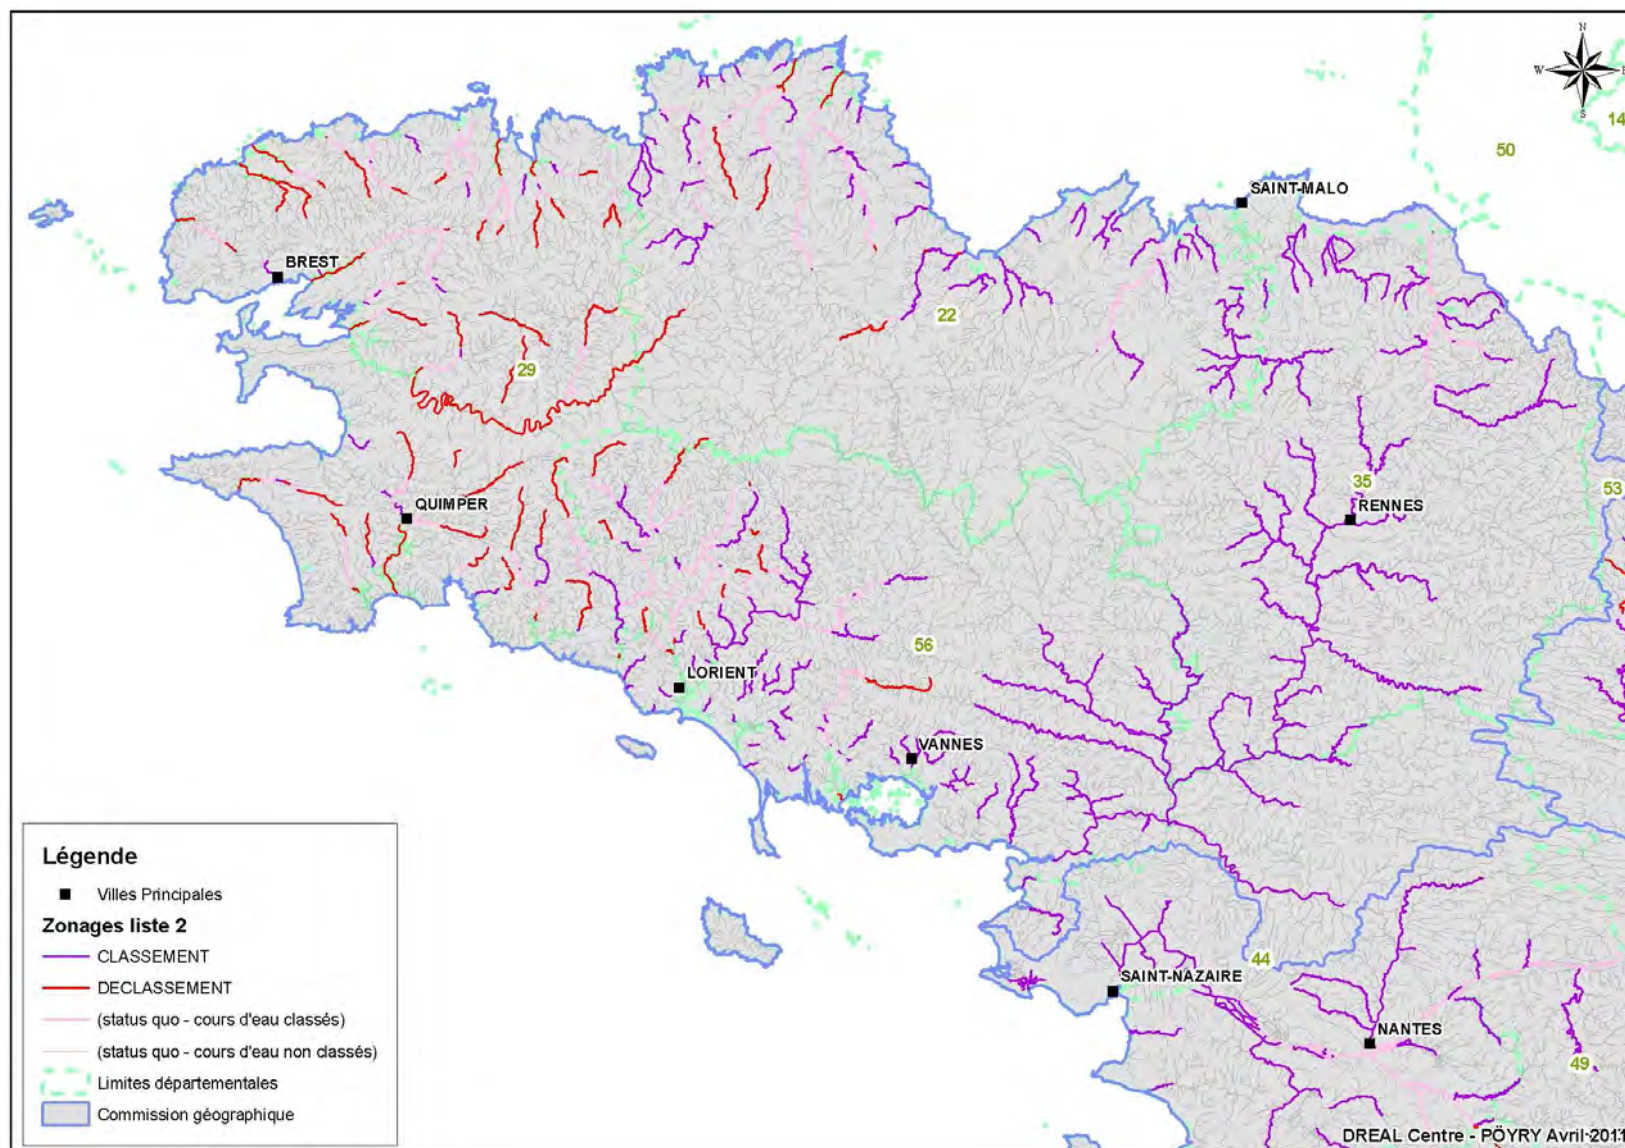 N
W
E
S
14
50
SAINT-MALO
BREST
22
29
35
53
QUIMPER
RENNES
56
LORIENT
VANNES
Légende
Villes Principales
Zonages liste 2
CLASSEMENT
DECLASSEMENT
(status quo - cours d'eau classés)
(status quo - cours d'eau non classés)
Limites départementales
Commission géographique
44
SAINT-NAZAIRE
NANTES
49
DREAL Centre - PÖYRY Avril 2011